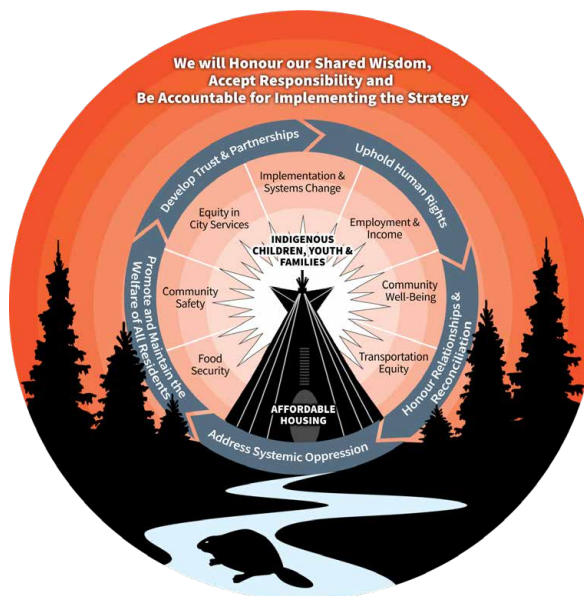 We will Honour our Shared Wisdom,
Accept Responsibility and
Be Accountable for Implementing the Strategy
Develop Trust & Partnerships
Uphold Human Rights
Honour Relationships &
Reconciliation
Address Systemic Oppression
Promote and Maintain the
Welfare of All Residents
Implementation &
Systems Change
Equity in
City Services
Employment &
Income
INDIGENOUS
CHILDREN, YOUTH &
FAMILIES
Community
Safety
Community
Well-Being
Food
Security
Transportation
Equity
AFFORDABLE
HOUSING